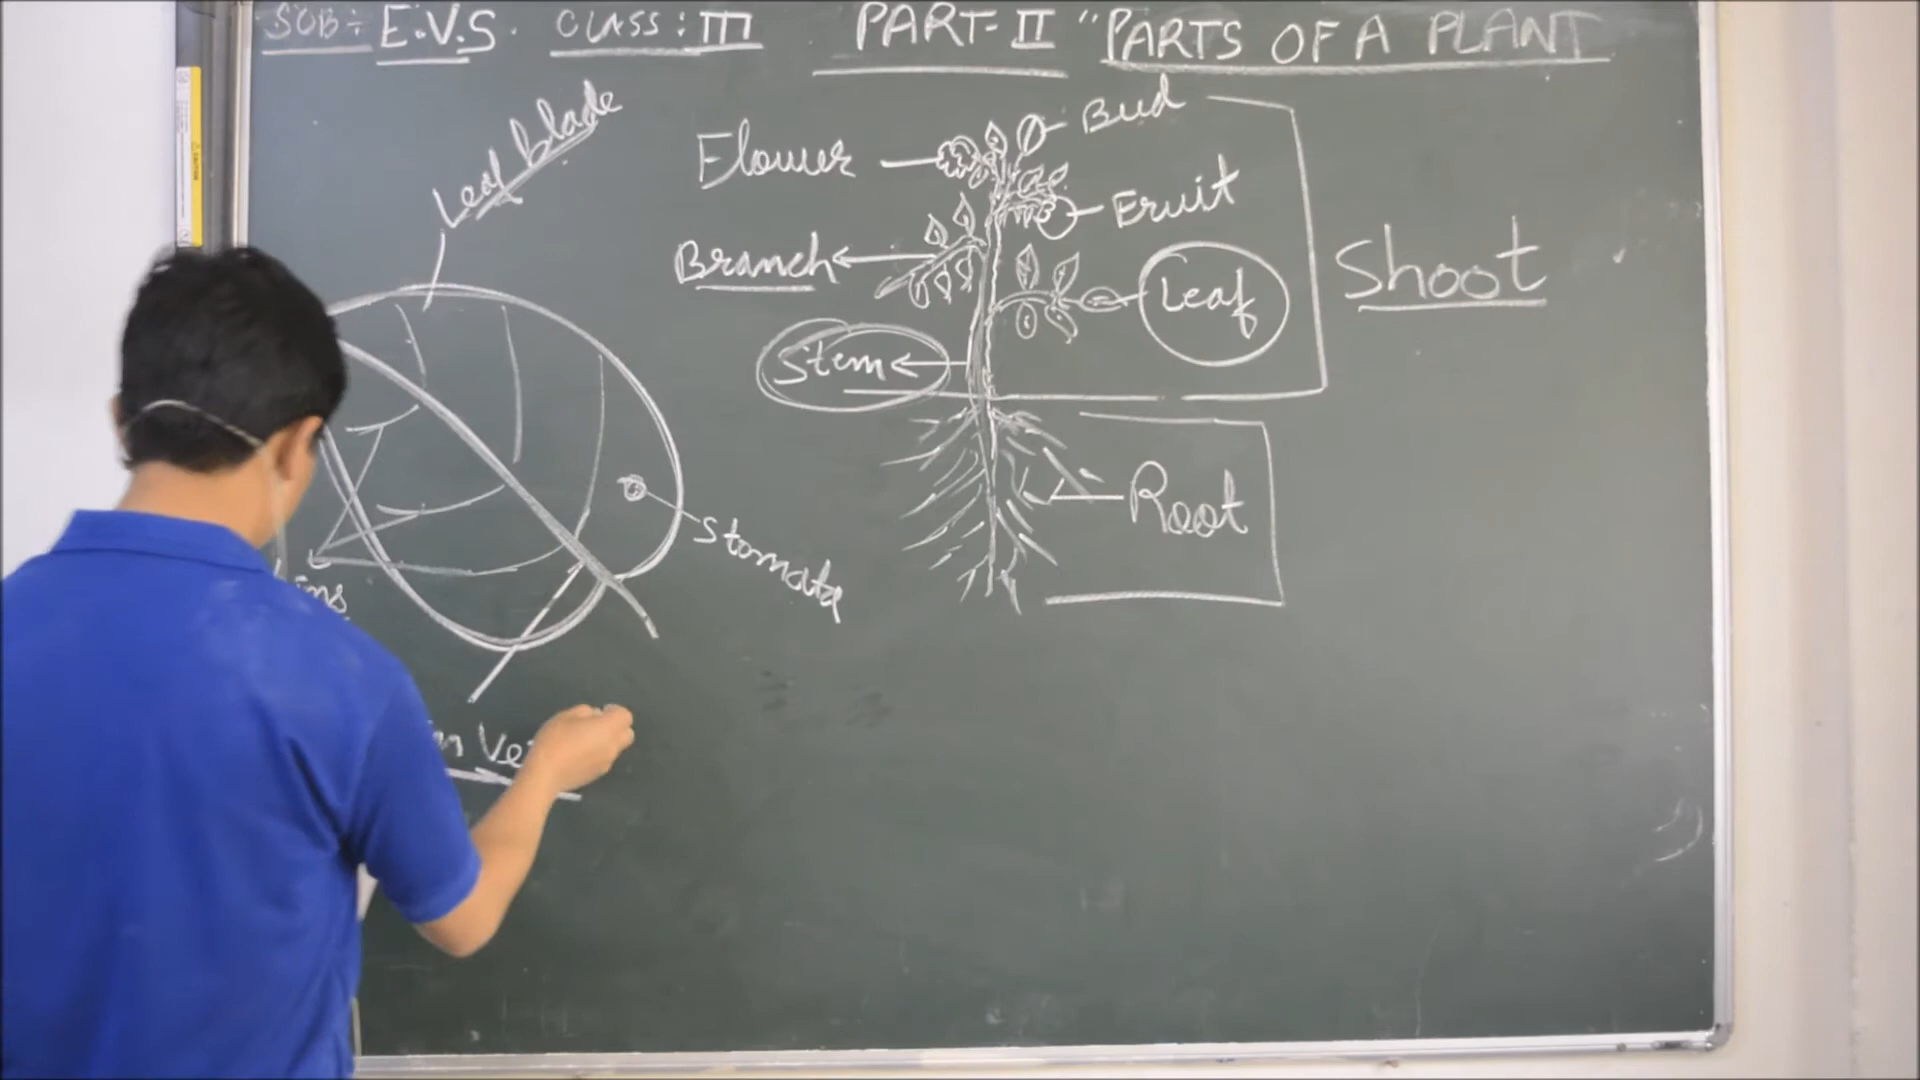 SUB:- E.V.S. CLASS: III PART-II "PARTS OF A PLANT
Leaf blade
Flower
Bud
Fruit
Branch
Leaf
Shoot
Stem
Stomata
Root